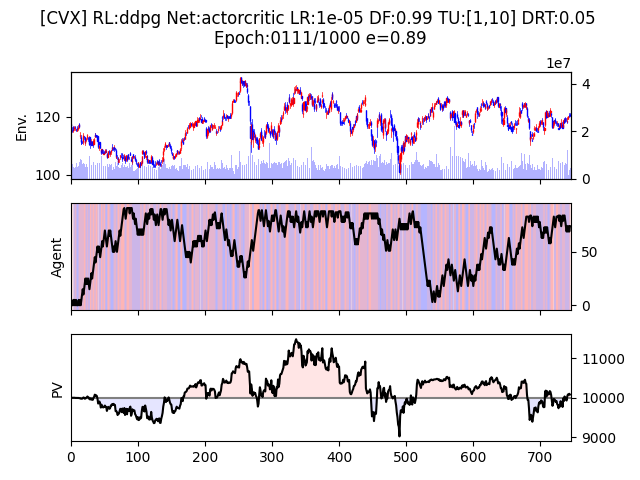 [CVX] RL:ddpg Net:actorcritic LR:1e-05 DF:0.99 TU:[1,10] DRT:0.05
Epoch:0111/1000 e=0.89
1e7
Env.
120
100
4
2
0
Agent
50
0
PV
11000
10000
9000
0 100 200 300 400 500 600 700